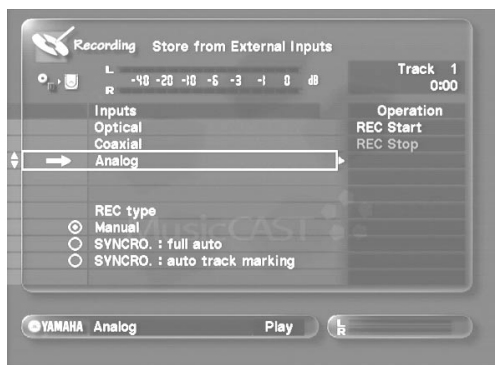 Recording Store from External Inputs
L
R
-40 -20 -10 -6 -3 -1 0 dB
Track 1
0:00
Inputs
Optical
Coaxial
Analog
Operation
REC Start
REC Stop
REC type
Manual
SYNCRO. : full auto
SYNCRO. : auto track marking
MusicCAST
YAMAHA Analog Play
L
R